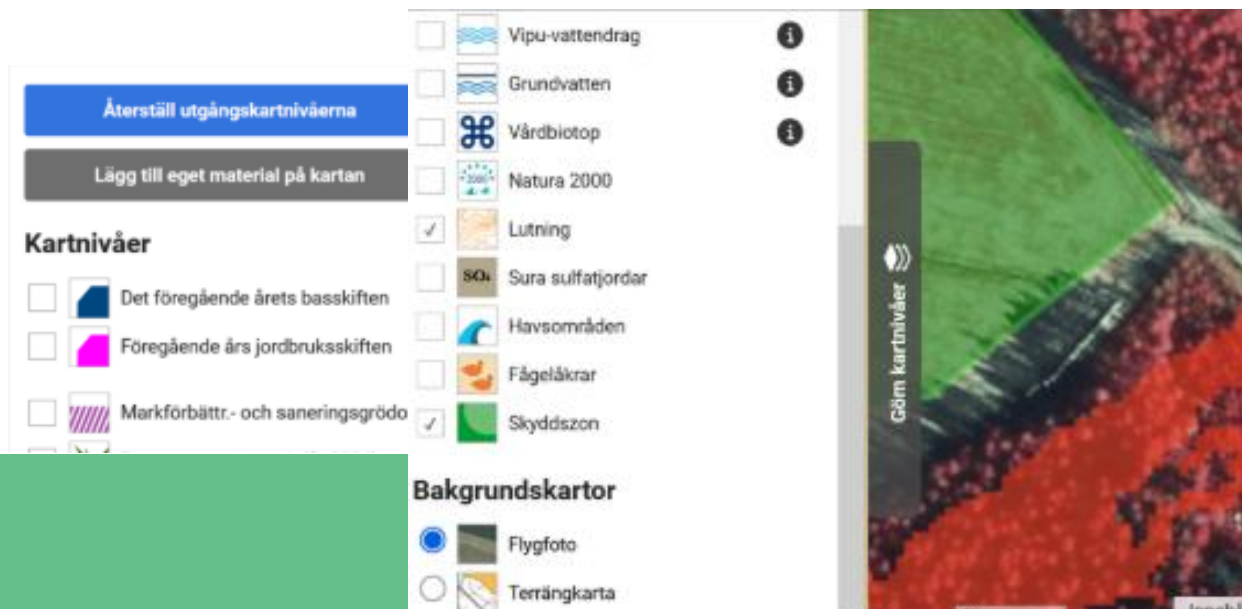 Återställ utgångskartnivåerna
Lägg till eget material på kartan
Kartnivåer
Det föregående årets basskiften
Föregående års jordbruksskiften
Markförbättr.- och saneringsgrödo
Vipu-vattendrag
Grundvatten
Vårdbiotop
2000
Natura 2000
Lutning
SO₄
Sura sulfatjordar
Havsområden
Fågelåkrar
Skyddszon
Bakgrundskartor
Flygfoto
Terrängkarta
Göm kartnivåer